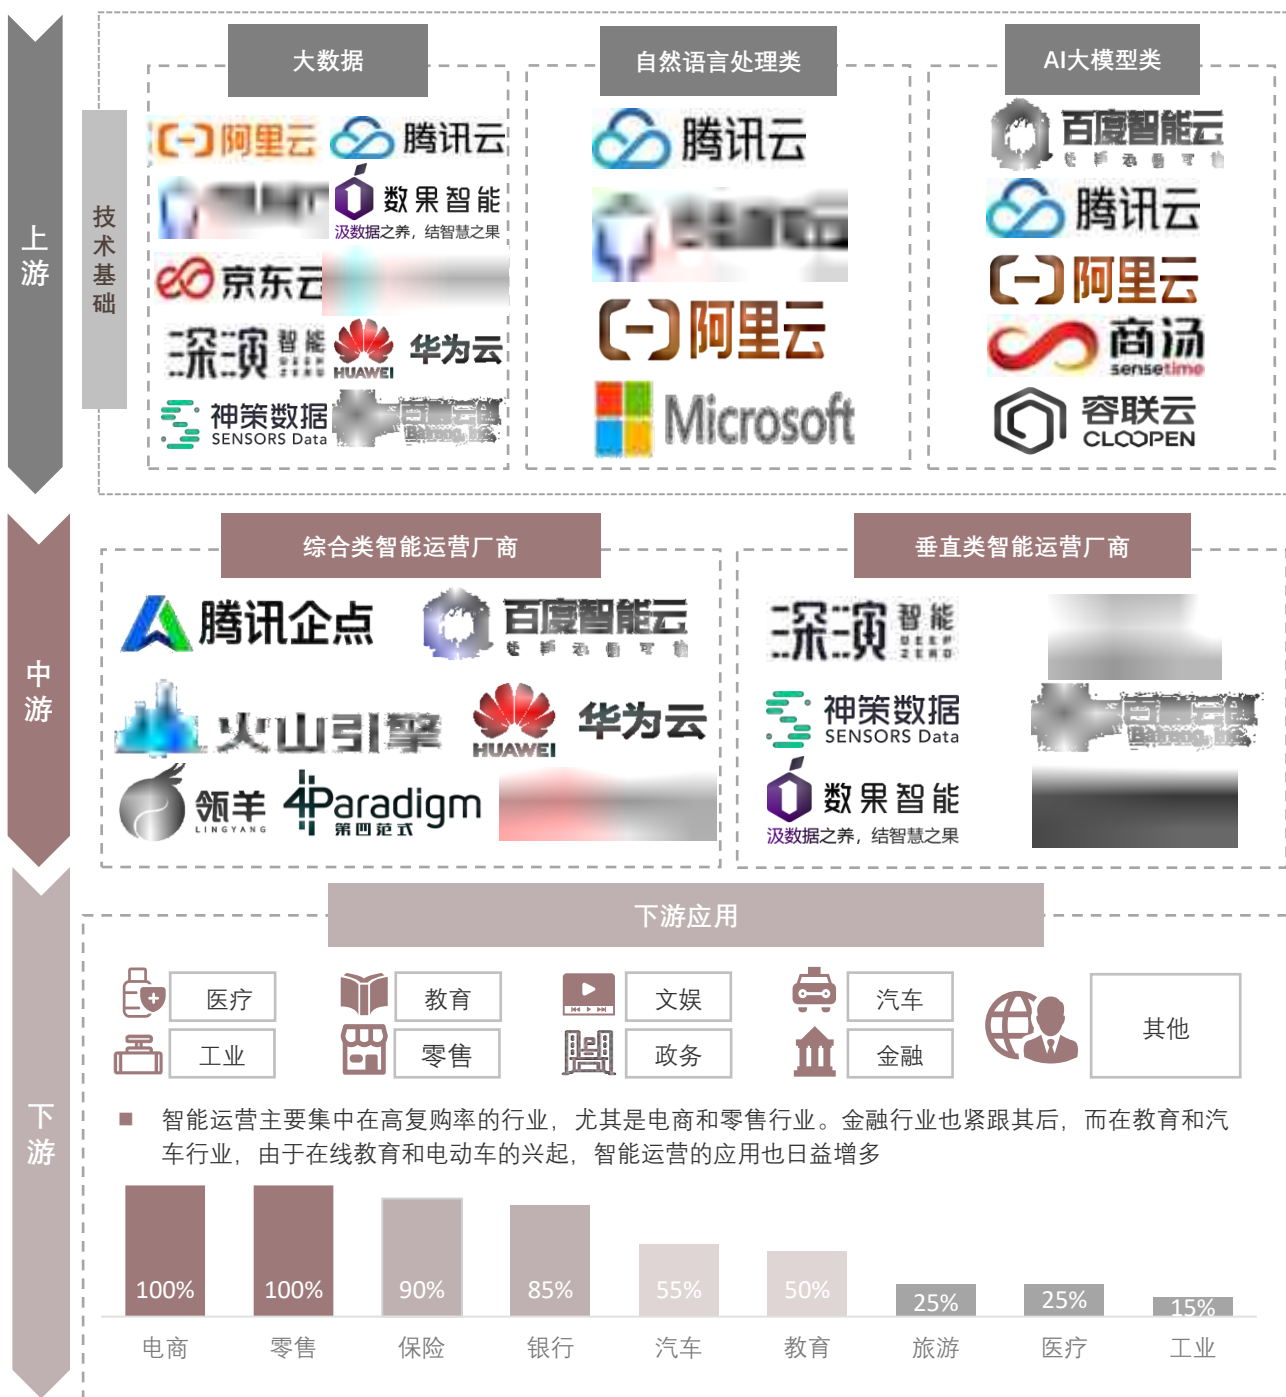 上游
技术基础
大数据
阿里云
腾讯云
数果智能
汲数据之养，结智慧之果
京东云
深演智能
DEEP ZERO
HUAWEI
华为云
神策数据
SENSORS Data
自然语言处理类
腾讯云
阿里云
Microsoft
AI大模型类
百度智能云
腾讯云
阿里云
商汤
sensetime
容联云
CLOOPEN
中游
综合类智能运营厂商
腾讯企点
百度智能云
火山引擎
HUAWEI
华为云
瓴羊
LINGYANG
4Paradigm
第四范式
垂直类智能运营厂商
深演智能
DEEP ZERO
神策数据
SENSORS Data
数果智能
汲数据之养，结智慧之果
下游
下游应用
医疗
教育
文娱
汽车
其他
工业
零售
政务
金融
■ 智能运营主要集中在高复购率的行业，尤其是电商和零售行业。金融行业也紧跟其后，而在教育和汽
车行业，由于在线教育和电动车的兴起，智能运营的应用也日益增多
100% 100% 90% 85% 55% 50% 25% 25% 15%
电商 零售 保险 银行 汽车 教育 旅游 医疗 工业